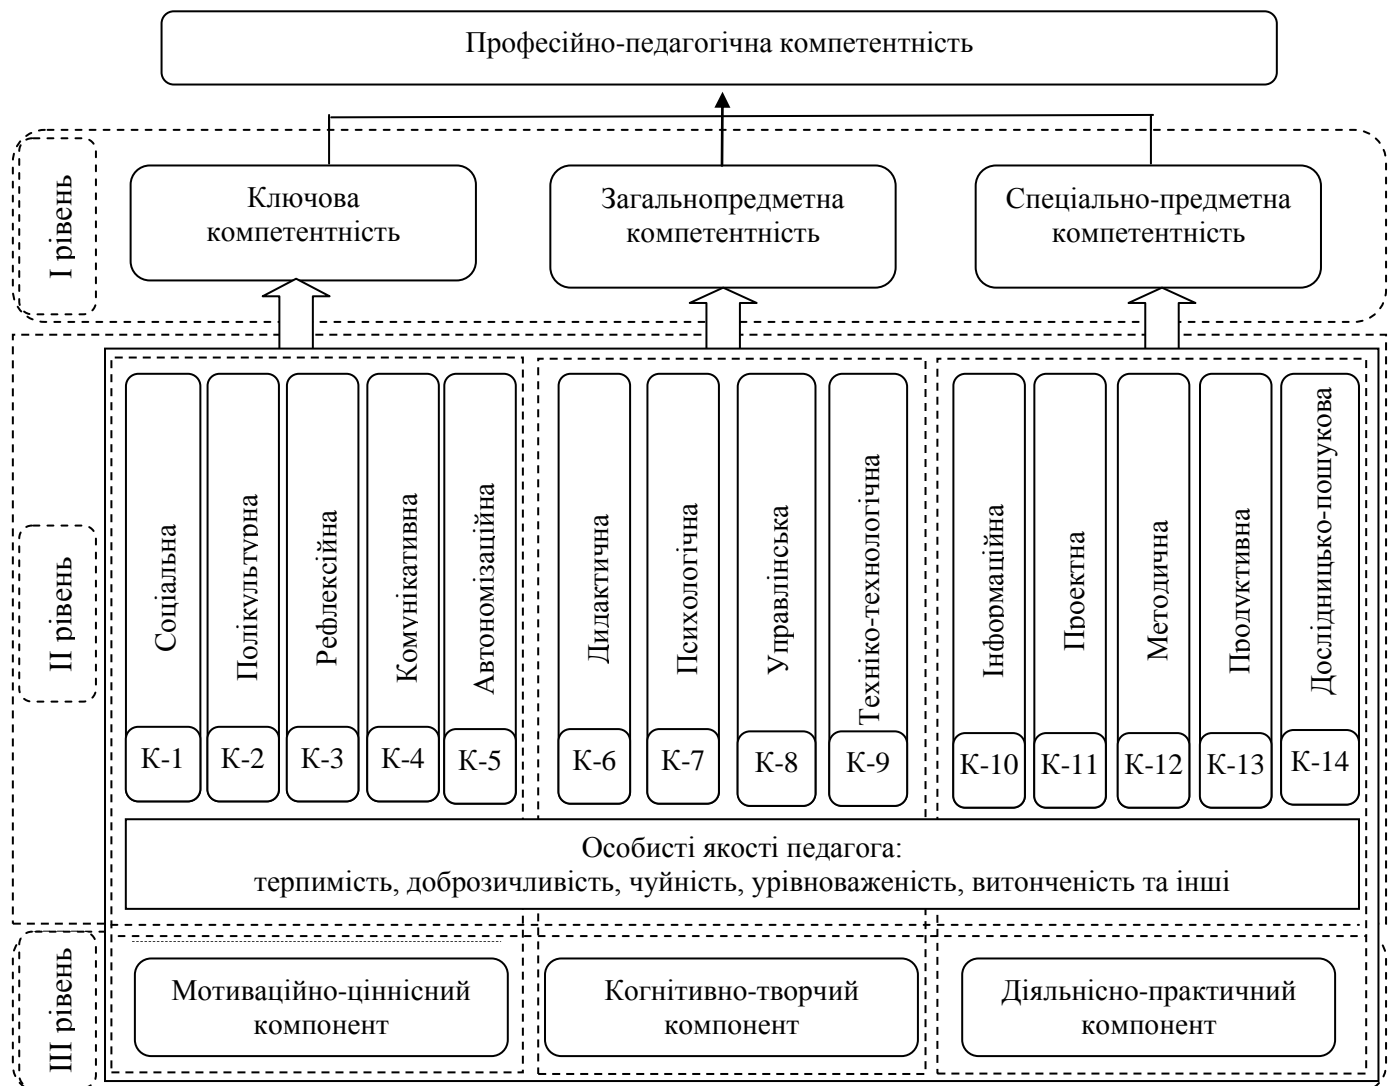 Професійно-педагогічна компетентність
І рівень
Ключова
компетентність
Загальнопредметна
компетентність
Спеціально-предметна
компетентність
ІІ рівень
Соціальна
Полікультурна
Рефлексійна
Комунікативна
Автономізаційна
Дидактична
Психологічна
Управлінська
Техніко-технологічна
Інформаційна
Проектна
Методична
Продуктивна
Дослідницько-пошукова
К-1
К-2
К-3
К-4
К-5
К-6
К-7
К-8
К-9
К-10
К-11
К-12
К-13
К-14
Особисті якості педагога:
терпимість, доброзичливість, чуйність, урівноваженість, витонченість та інші
ІІІ рівень
Мотиваційно-ціннісний
компонент
Когнітивно-творчий
компонент
Діяльнісно-практичний
компонент